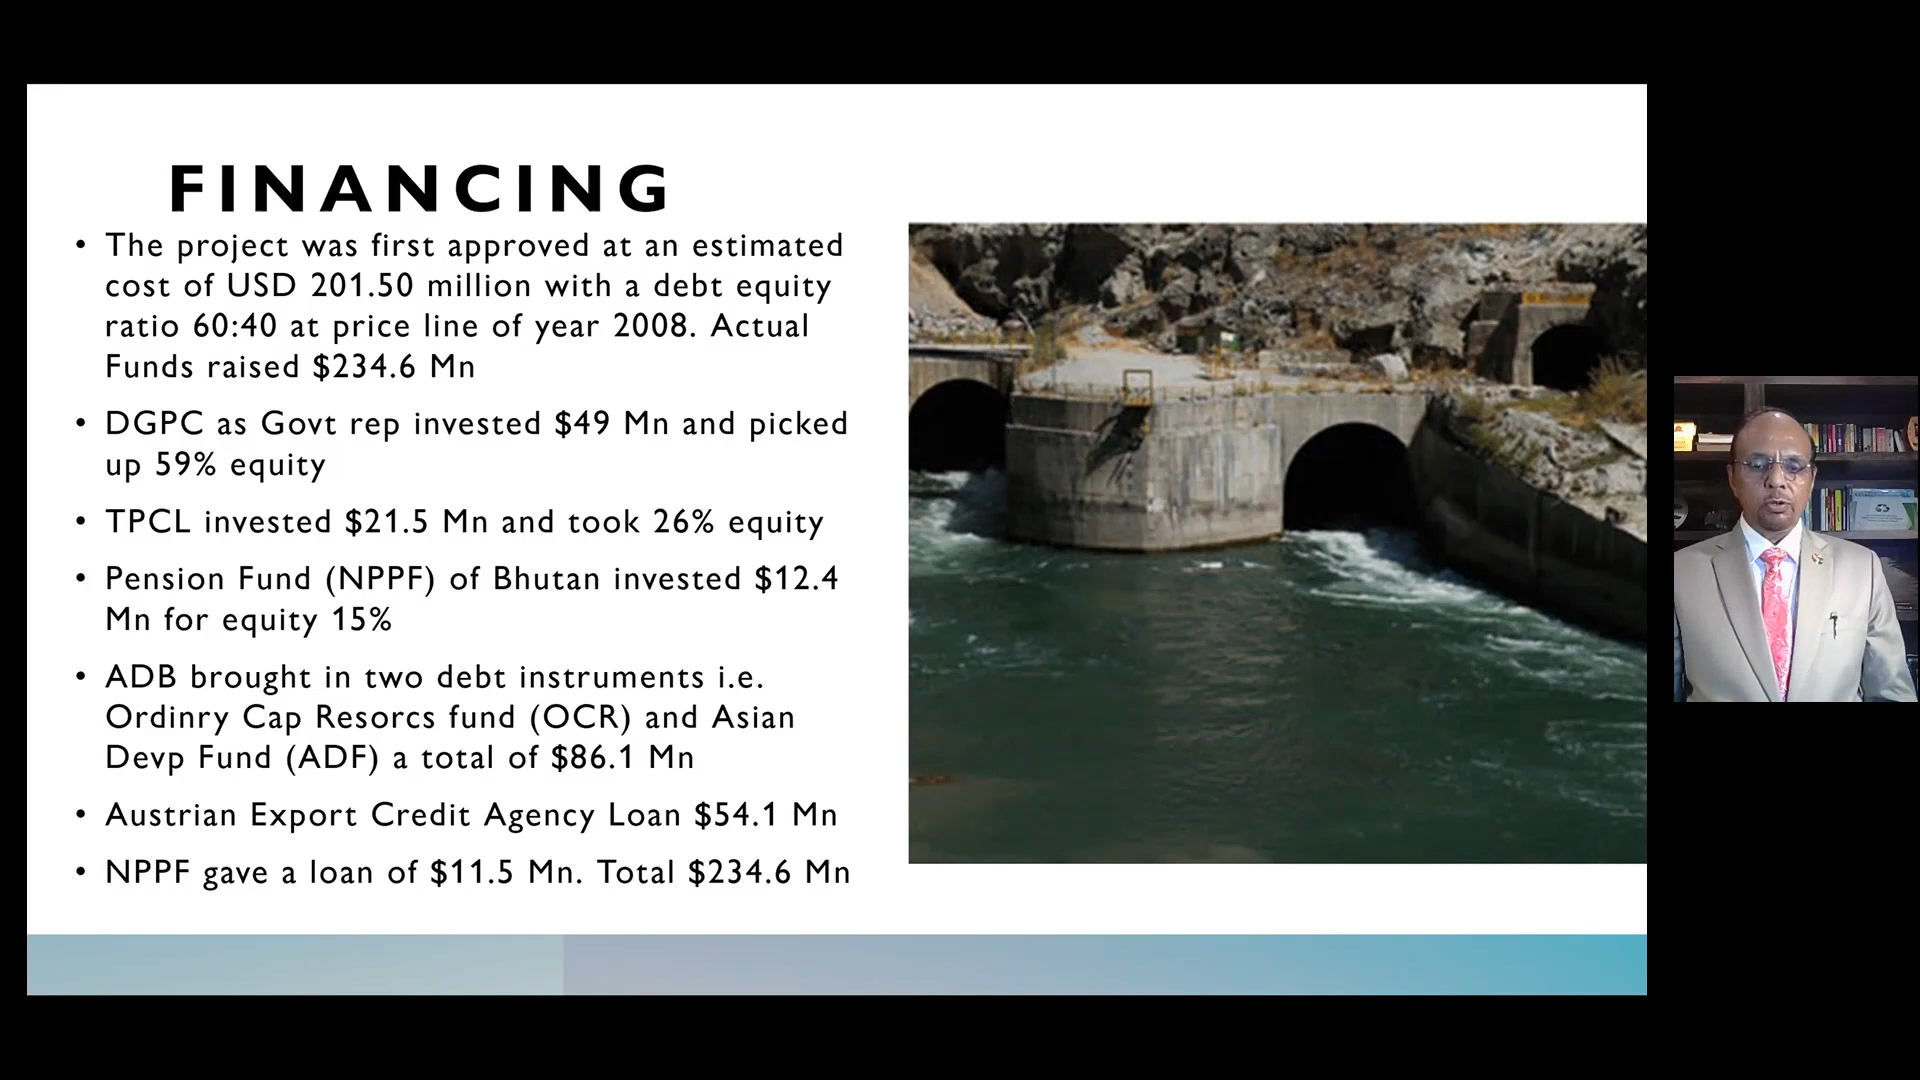 FINANCING
• The project was first approved at an estimated
cost of USD 201.50 million with a debt equity
ratio 60:40 at price line of year 2008. Actual
Funds raised $234.6 Mn
• DGPC as Govt rep invested $49 Mn and picked
up 59% equity
• TPCL invested $21.5 Mn and took 26% equity
• Pension Fund (NPPF) of Bhutan invested $12.4
Mn for equity 15%
• ADB brought in two debt instruments i.e.
Ordinry Cap Resorcs fund (OCR) and Asian
Devp Fund (ADF) a total of $86.1 Mn
• Austrian Export Credit Agency Loan $54.1 Mn
• NPPF gave a loan of $11.5 Mn. Total $234.6 Mn